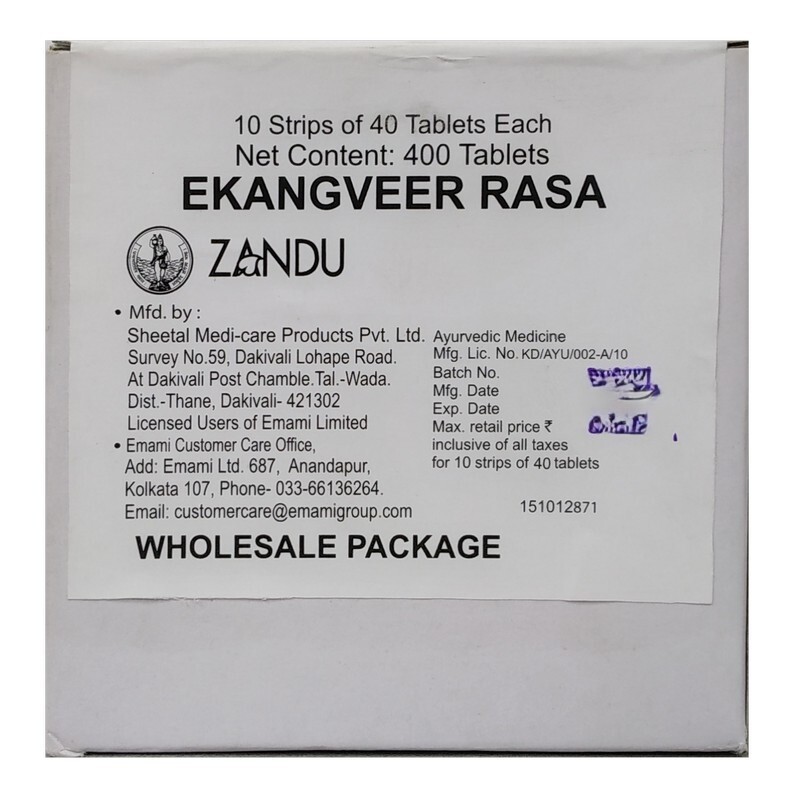 10 Strips of 40 Tablets Each
Net Content: 400 Tablets
EKANGVEER RASA
ZANDU
• Mfd. by :
Sheetal Medi-care Products Pvt. Ltd.
Survey No.59, Dakivali Lohape Road.
At Dakivali Post Chamble.Tal.-Wada.
Dist.-Thane, Dakivali- 421302
Licensed Users of Emami Limited
• Emami Customer Care Office,
Add: Emami Ltd. 687, Anandapur,
Kolkata 107, Phone- 033-66136264.
Email: customercare@emamigroup.com
Ayurvedic Medicine
Mfg. Lic. No. KD/AYU/002-A/10
Batch No.
Mfg. Date
Exp. Date
Max. retail price ₹
inclusive of all taxes
for 10 strips of 40 tablets
151012871
WHOLESALE PACKAGE